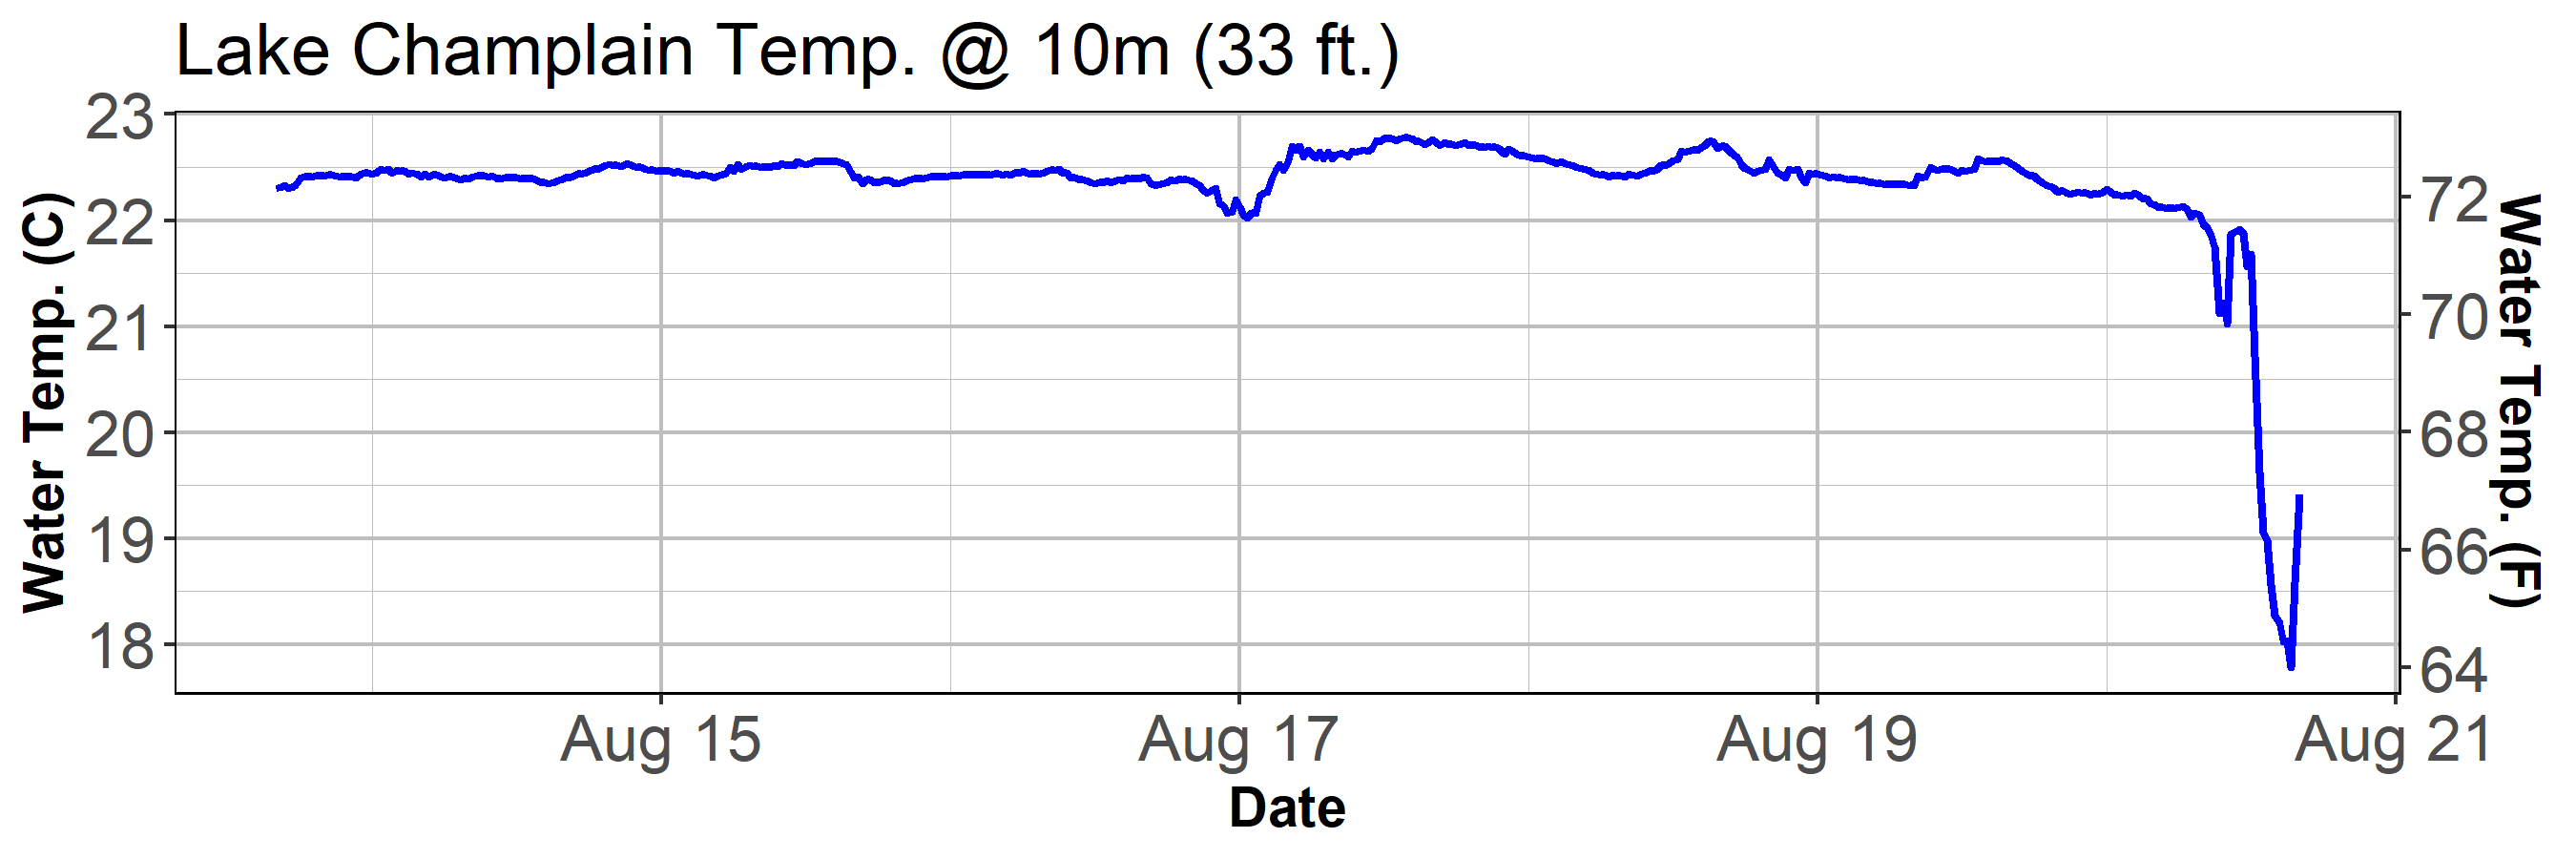 Lake Champlain Temp. @ 10m (33 ft.)
Water Temp. (C)
23
22
21
20
19
18
72
70
68
66
64
Water Temp. (F)
Aug 15 Aug 17 Aug 19 Aug 21
Date